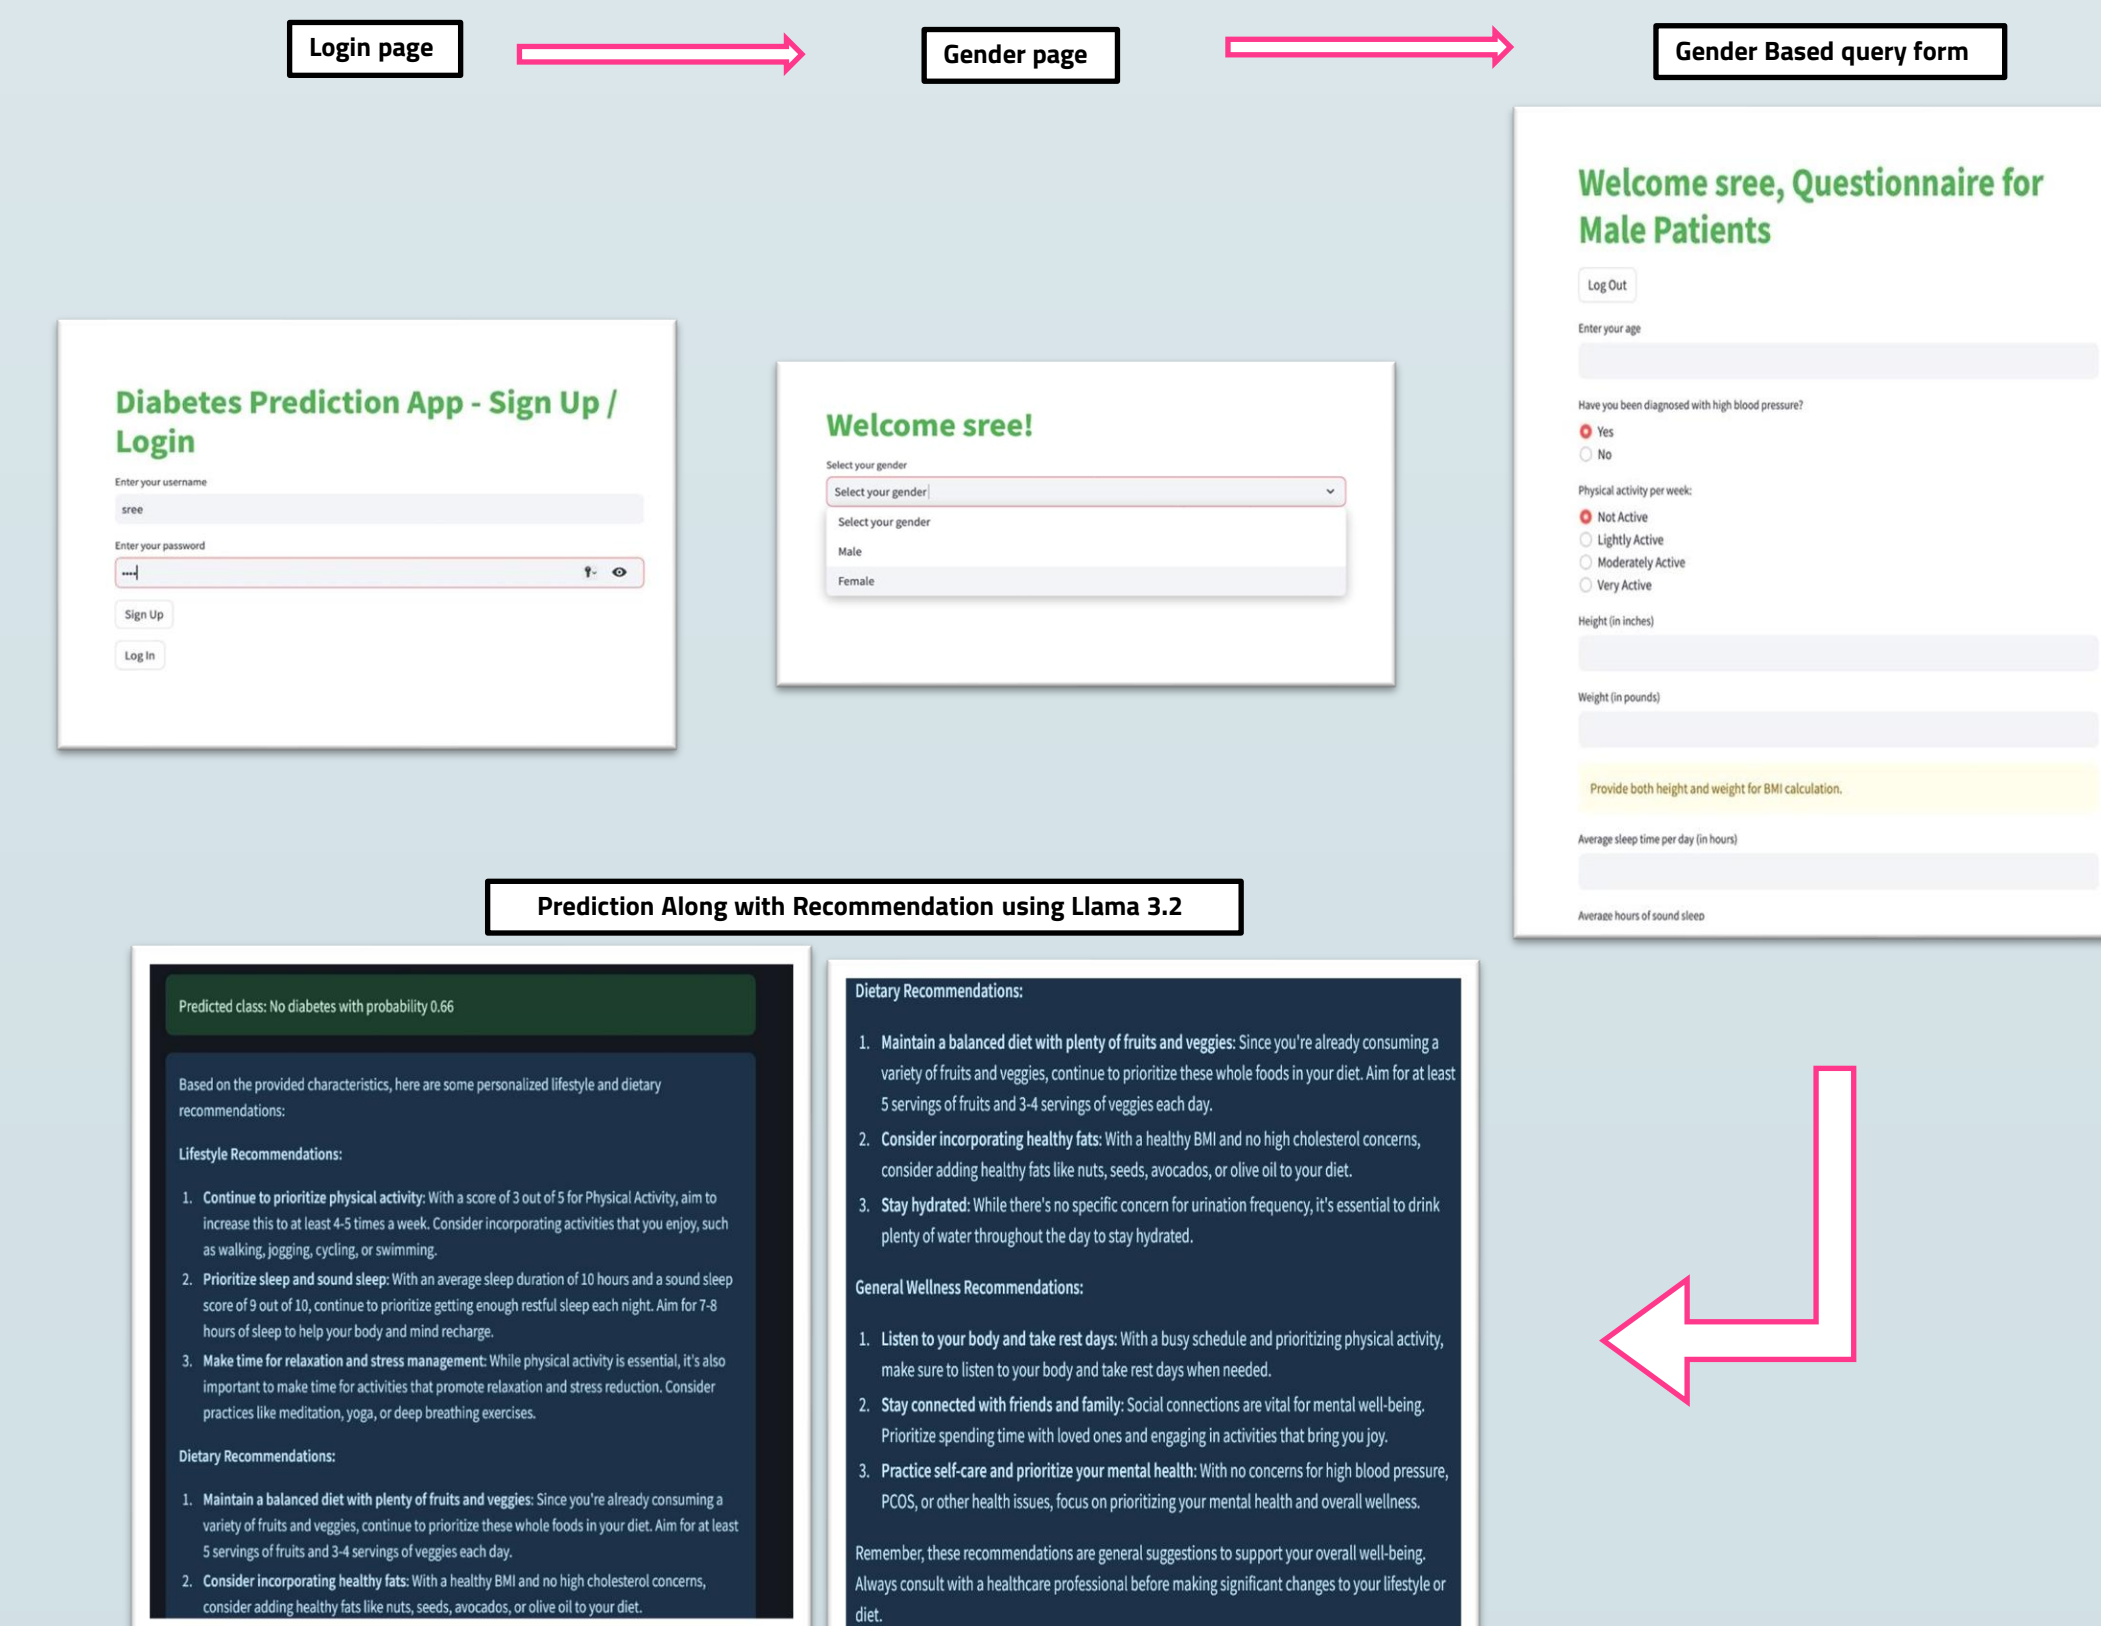 Login page
Gender page
Gender Based query form
Diabetes Prediction App - Sign Up /
Login
Enter your username
sree
Enter your password
Sign Up
Log In
Welcome sree!
Select your gender
Select your gender
Select your gender
Male
Female
Welcome sree, Questionnaire for
Male Patients
Log Out
Enter your age
Have you been diagnosed with high blood pressure?
Yes
No
Physical activity per week:
Not Active
Lightly Active
Moderately Active
Very Active
Height (in inches)
Weight (in pounds)
Provide both height and weight for BMI calculation.
Average sleep time per day (in hours)
Average hours of sound sleep
Prediction Along with Recommendation using Llama 3.2
Predicted class: No diabetes with probability 0.66
Based on the provided characteristics, here are some personalized lifestyle and dietary
recommendations:
Lifestyle Recommendations:
1. Continue to prioritize physical activity: With a score of 3 out of 5 for Physical Activity, aim to
increase this to at least 4-5 times a week. Consider incorporating activities that you enjoy, such
as walking, jogging, cycling, or swimming.
2. Prioritize sleep and sound sleep: With an average sleep duration of 10 hours and a sound sleep
score of 9 out of 10, continue to prioritize getting enough restful sleep each night. Aim for 7-8
hours of sleep to help your body and mind recharge.
3. Make time for relaxation and stress management: While physical activity is essential, it's also
important to make time for activities that promote relaxation and stress reduction. Consider
practices like meditation, yoga, or deep breathing exercises.
Dietary Recommendations:
1. Maintain a balanced diet with plenty of fruits and veggies: Since you're already consuming a
variety of fruits and veggies, continue to prioritize these whole foods in your diet. Aim for at least
5 servings of fruits and 3-4 servings of veggies each day.
2. Consider incorporating healthy fats: With a healthy BMI and no high cholesterol concerns,
consider adding healthy fats like nuts, seeds, avocados, or olive oil to your diet.
Dietary Recommendations:
1. Maintain a balanced diet with plenty of fruits and veggies: Since you're already consuming a
variety of fruits and veggies, continue to prioritize these whole foods in your diet. Aim for at least
5 servings of fruits and 3-4 servings of veggies each day.
2. Consider incorporating healthy fats: With a healthy BMI and no high cholesterol concerns,
consider adding healthy fats like nuts, seeds, avocados, or olive oil to your diet.
3. Stay hydrated: While there's no specific concern for urination frequency, it's essential to drink
plenty of water throughout the day to stay hydrated.
General Wellness Recommendations:
1. Listen to your body and take rest days: With a busy schedule and prioritizing physical activity,
make sure to listen to your body and take rest days when needed.
2. Stay connected with friends and family: Social connections are vital for mental well-being.
Prioritize spending time with loved ones and engaging in activities that bring you joy.
3. Practice self-care and prioritize your mental health: With no concerns for high blood pressure,
PCOS, or other health issues, focus on prioritizing your mental health and overall wellness.
Remember, these recommendations are general suggestions to support your overall well-being.
Always consult with a healthcare professional before making significant changes to your lifestyle or
diet.